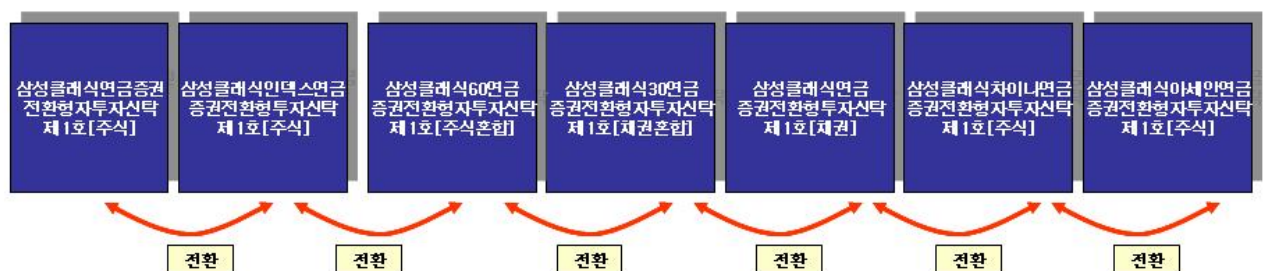 삼성클래식연금증권
전환형자투자신탁
제1호[주식]
삼성클래식인덱스연금
증권전환형투자신탁
제1호[주식]
삼성클래식60연금
증권전환형자투자신탁
제1호[주식혼합]
삼성클래식30연금
증권전환형자투자신탁
제1호[채권혼합]
삼성클래식연금
증권전환형자투자신탁
제1호[채권]
삼성클래식차이나연금
증권전환형자투자신탁
제1호[주식]
삼성클래식아세안연금
증권전환형자투자신탁
제1호[주식]
전환
전환
전환
전환
전환
전환